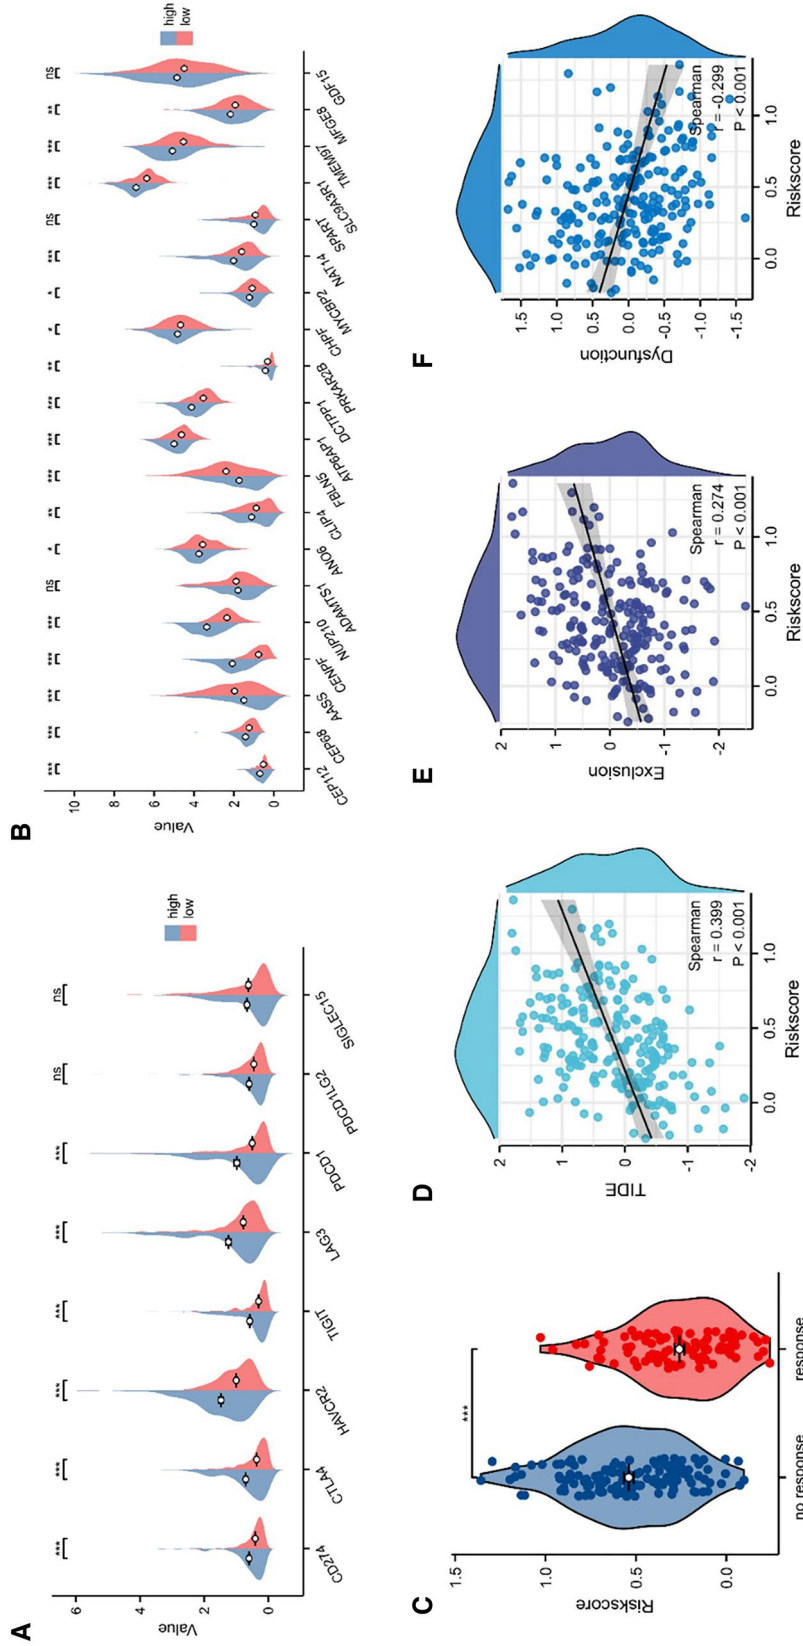 A
Value
6
4
2
0
***
***
***
***
***
***
ns
ns
CD274
CTLA4
HAVCR2
TIGIT
LAG3
PDCD1
PDCD1LG2
SIGLEC15
high
low
B
Value
10
8
6
4
2
0
***
***
***
***
***
ns
*
**
***
***
***
**
*
*
***
ns
***
***
**
ns
CEP112
CEP68
AASS
CENPF
NUP210
ADAMTS1
ANO6
CLIP4
FBLN5
ATP6AP1
DCTPP1
PRKAR2B
CHPF
MYCBP2
NAT14
SPART
SLC9A3R1
TMEM97
MFGE8
GDF15
high
low
C
Riskscore
1.5
1.0
0.5
0.0
***
no response
response
D
TIDE
2
1
0
-1
-2
0.0
0.5
1.0
Riskscore
Spearman
r = 0.399
P < 0.001
E
Exclusion
2
1
0
-1
-2
0.0
0.5
1.0
Riskscore
Spearman
r = 0.274
P < 0.001
F
Dysfunction
1.5
1.0
0.5
0.0
-0.5
-1.0
-1.5
0.0
0.5
1.0
Riskscore
Spearman
r = -0.299
P < 0.001